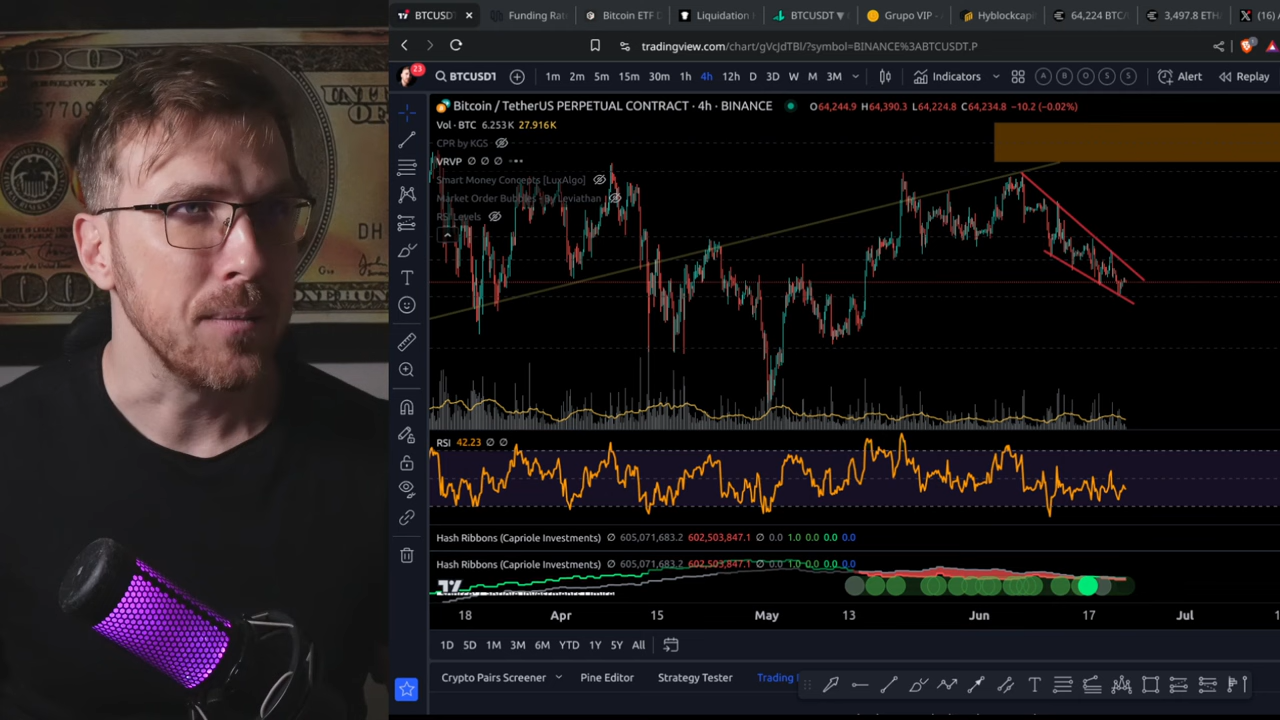 BTCUSDT
Funding Rat
Bitcoin ETF D
Liquidation
BTCUSDT ▼
Grupo VIP -
Hyblockcap
64,224 BTC/
3,497.8 ETH
(16)
tradingview.com/chart/gVcJdTBl/?symbol=BINANCE%3ABTCUSDT.P
23
BTCUSD1
1m 2m 5m 15m 30m 1h 4h 12h D 3D W M 3M
Indicators
A B O S S
Alert
Replay
Bitcoin / TetherUS PERPETUAL CONTRACT · 4h · BINANCE
O64,244.9 H64,390.3 L64,224.8 C64,234.8 −10.2 (−0.02%)
Vol · BTC 6.253K 27.916K
CPR by KGS
VRVP ∅ ∅ ∅
Smart Money Concepts [LuxAlgo]
Market Order Bubbles - By Leviathan
Levels
RSI 42.23 ∅ ∅
Hash Ribbons (Capriole Investments) ∅ 605,071,683.2 602,503,847.1 ∅ 0.0 1.0 0.0 0.0 0.0
Hash Ribbons (Capriole Investments) ∅ 605,071,683.2 602,503,847.1 ∅ 0.0 1.0 0.0 0.0 0.0
18 Apr 15 May 13 Jun 17 Jul
1D 5D 1M 3M 6M YTD 1Y 5Y All
Crypto Pairs Screener
Pine Editor
Strategy Tester
Trading
DH